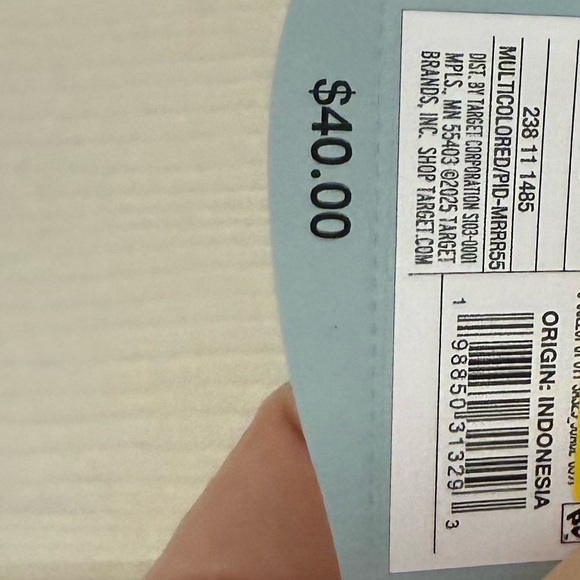 $40.00
238 11 1485
MULTICOLORED/PID-MRRR55
DIST. BY TARGET CORPORATION S103-0001
MPLS., MN 55403 ©2025 TARGET
BRANDS, INC. SHOP TARGET.COM
ORIGIN: INDONESIA
1 98850 31329 3